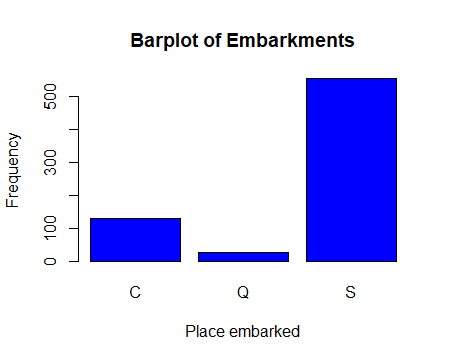 Barplot of Embarkments
Frequency
500
300
100
0
C Q S
Place embarked